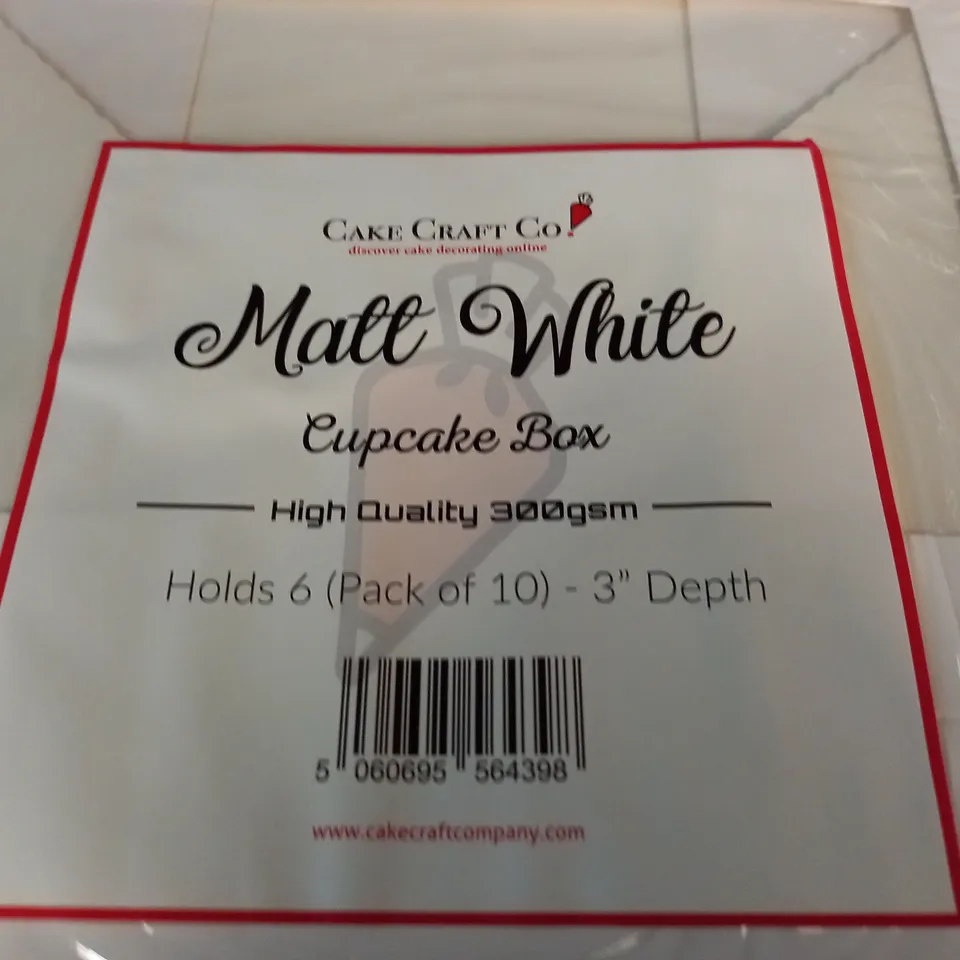 CAKE CRAFT CO
discover cake decorating online
Matt White
Cupcake Box
High Quality 300gsm
Holds 6 (Pack of 10) - 3” Depth
5 060695 564398
www.cakecraftcompany.com